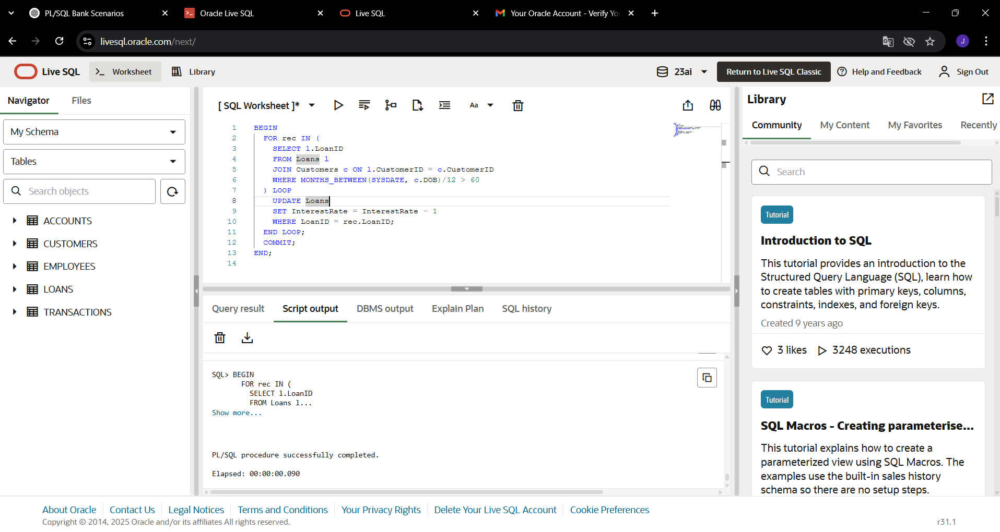 PL/SQL Bank Scenarios
Oracle Live SQL
Live SQL
Your Oracle Account - Verify Yo
livesql.oracle.com/next/
J
Live SQL
Worksheet
Library
23ai
Return to Live SQL Classic
Help and Feedback
Sign Out
Navigator
Files
My Schema
Tables
Search objects
ACCOUNTS
CUSTOMERS
EMPLOYEES
LOANS
TRANSACTIONS
[ SQL Worksheet ]*
Aa
1 BEGIN
2 FOR rec IN (
3 SELECT l.LoanID
4 FROM Loans l
5 JOIN Customers c ON l.CustomerID = c.CustomerID
6 WHERE MONTHS_BETWEEN(SYSDATE, c.DOB)/12 > 60
7 ) LOOP
8 UPDATE Loans
9 SET InterestRate = InterestRate - 1
10 WHERE LoanID = rec.LoanID;
11 END LOOP;
12 COMMIT;
13 END;
14
Query result
Script output
DBMS output
Explain Plan
SQL history
SQL> BEGIN
FOR rec IN (
SELECT l.LoanID
FROM Loans l...
Show more...
PL/SQL procedure successfully completed.
Elapsed: 00:00:00.090
Library
Community
My Content
My Favorites
Recently
Search
Tutorial
Introduction to SQL
This tutorial provides an introduction to the
Structured Query Language (SQL), learn how
to create tables with primary keys, columns,
constraints, indexes, and foreign keys.
Created 9 years ago
3 likes
3248 executions
Tutorial
SQL Macros - Creating parameterise...
This tutorial explains how to create a
parameterized view using SQL Macros. The
examples use the built-in sales history
schema so there are no setup steps.
About Oracle
Contact Us
Legal Notices
Terms and Conditions
Your Privacy Rights
Delete Your Live SQL Account
Cookie Preferences
Copyright © 2014, 2025 Oracle and/or its affiliates All rights reserved.
r31.1